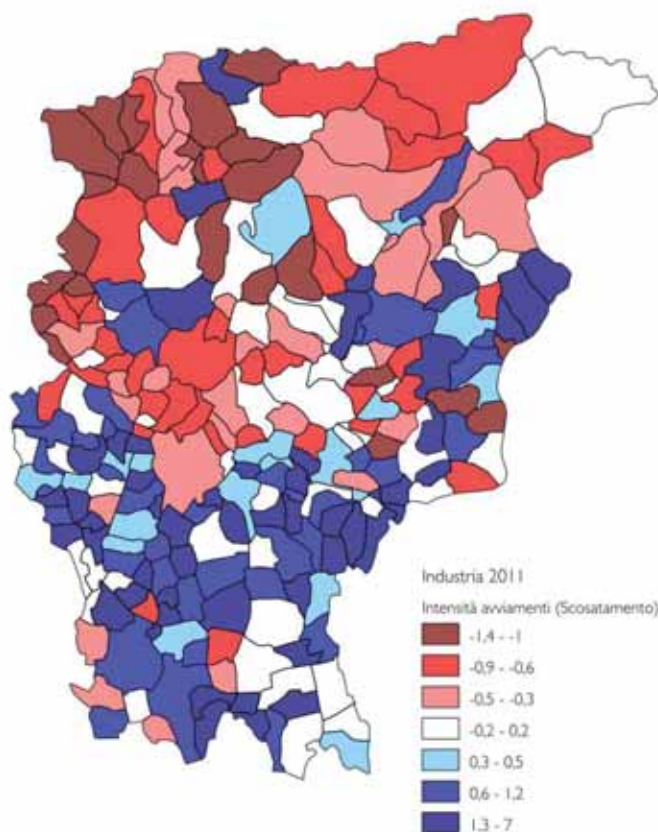 Industria 2011
Intensità avviamenti (Scosatamento)
-1,4 - -1
-0,9 - -0,6
-0,5 - -0,3
-0,2 - 0,2
0,3 - 0,5
0,6 - 1,2
1,3 - 7